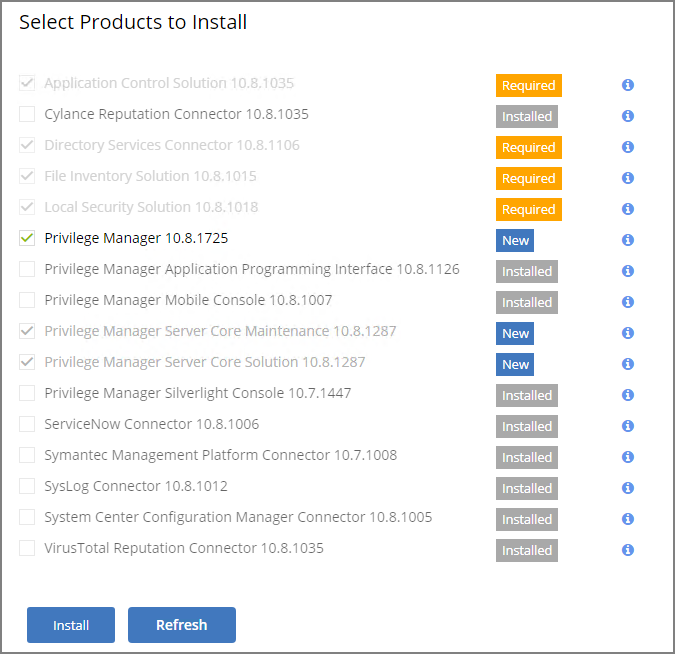 Select Products to Install
Application Control Solution 10.8.1035 Required
Cylance Reputation Connector 10.8.1035 Installed
Directory Services Connector 10.8.1106 Required
File Inventory Solution 10.8.1015 Required
Local Security Solution 10.8.1018 Required
Privilege Manager 10.8.1725 New
Privilege Manager Application Programming Interface 10.8.1126 Installed
Privilege Manager Mobile Console 10.8.1007 Installed
Privilege Manager Server Core Maintenance 10.8.1287 New
Privilege Manager Server Core Solution 10.8.1287 New
Privilege Manager Silverlight Console 10.7.1447 Installed
ServiceNow Connector 10.8.1006 Installed
Symantec Management Platform Connector 10.7.1008 Installed
SysLog Connector 10.8.1012 Installed
System Center Configuration Manager Connector 10.8.1005 Installed
VirusTotal Reputation Connector 10.8.1035 Installed
Install Refresh